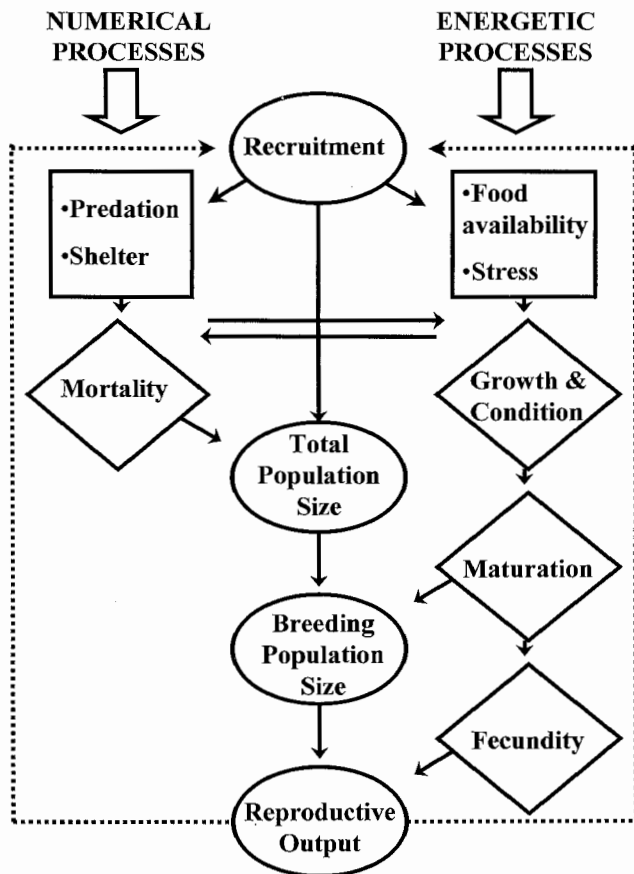 NUMERICAL
PROCESSES
ENERGETIC
PROCESSES
Recruitment
•Predation
•Shelter
•Food
availability
•Stress
Mortality
Growth &
Condition
Total
Population
Size
Maturation
Breeding
Population
Size
Fecundity
Reproductive
Output